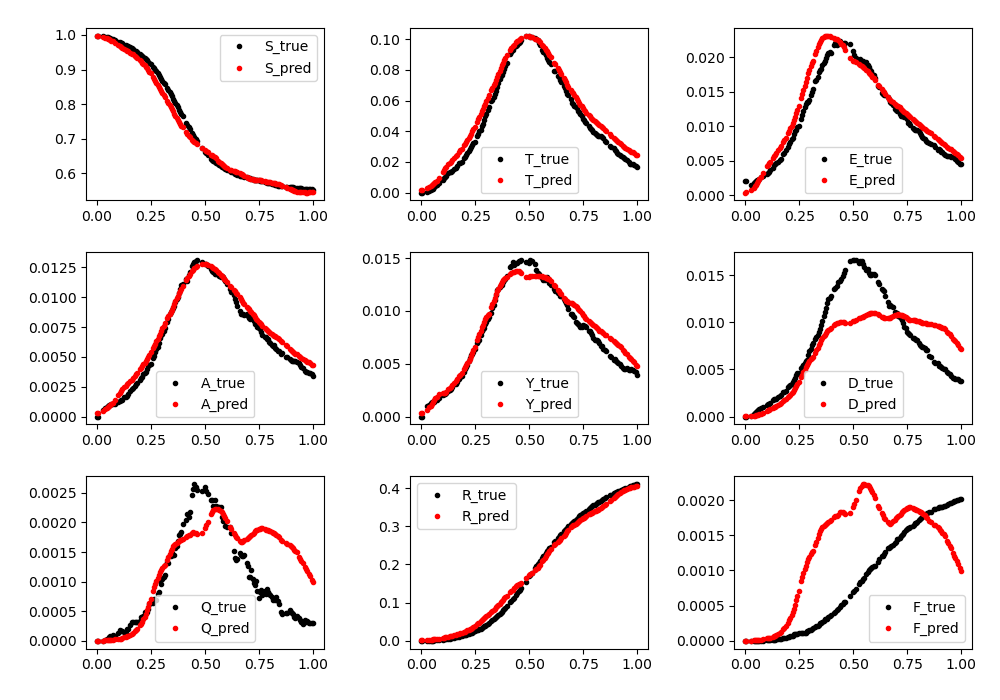 1.0
0.9
0.8
0.7
0.6
S_true
S_pred
0.00 0.25 0.50 0.75 1.00
0.10
0.08
0.06
0.04
0.02
0.00
T_true
T_pred
0.00 0.25 0.50 0.75 1.00
0.020
0.015
0.010
0.005
0.000
E_true
E_pred
0.00 0.25 0.50 0.75 1.00
0.0125
0.0100
0.0075
0.0050
0.0025
0.0000
A_true
A_pred
0.00 0.25 0.50 0.75 1.00
0.015
0.010
0.005
0.000
Y_true
Y_pred
0.00 0.25 0.50 0.75 1.00
0.015
0.010
0.005
0.000
D_true
D_pred
0.00 0.25 0.50 0.75 1.00
0.0025
0.0020
0.0015
0.0010
0.0005
0.0000
Q_true
Q_pred
0.00 0.25 0.50 0.75 1.00
0.4
0.3
0.2
0.1
0.0
R_true
R_pred
0.00 0.25 0.50 0.75 1.00
0.0020
0.0015
0.0010
0.0005
0.0000
F_true
F_pred
0.00 0.25 0.50 0.75 1.00